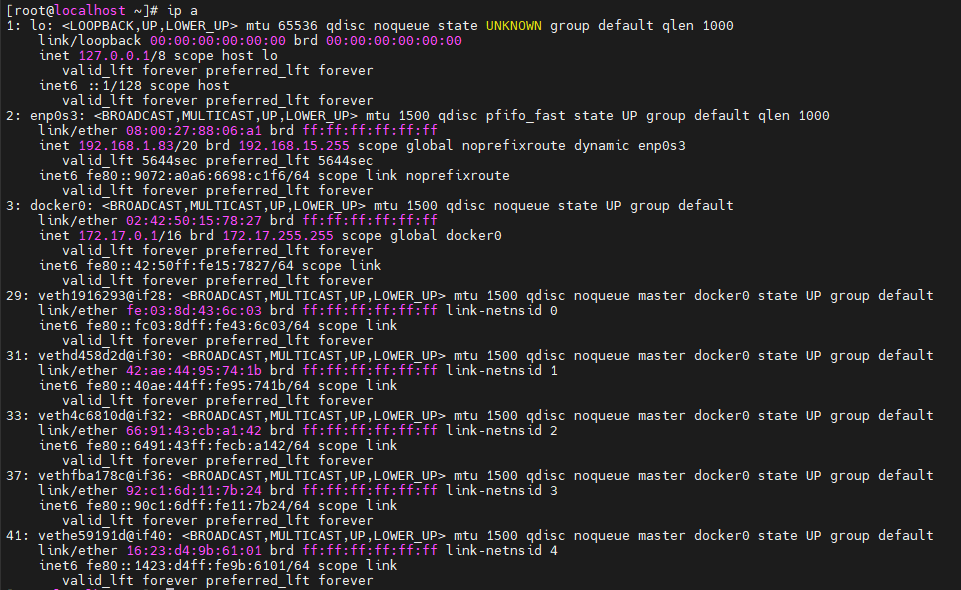 [root@localhost ~]# ip a
1: lo: <LOOPBACK,UP,LOWER_UP> mtu 65536 qdisc noqueue state UNKNOWN group default qlen 1000
    link/loopback 00:00:00:00:00:00 brd 00:00:00:00:00:00
    inet 127.0.0.1/8 scope host lo
       valid_lft forever preferred_lft forever
    inet6 ::1/128 scope host
       valid_lft forever preferred_lft forever
2: enp0s3: <BROADCAST,MULTICAST,UP,LOWER_UP> mtu 1500 qdisc pfifo_fast state UP group default qlen 1000
    link/ether 08:00:27:88:06:a1 brd ff:ff:ff:ff:ff:ff
    inet 192.168.1.83/20 brd 192.168.15.255 scope global noprefixroute dynamic enp0s3
       valid_lft 5644sec preferred_lft 5644sec
    inet6 fe80::9072:a0a6:6698:c1f6/64 scope link noprefixroute
       valid_lft forever preferred_lft forever
3: docker0: <BROADCAST,MULTICAST,UP,LOWER_UP> mtu 1500 qdisc noqueue state UP group default
    link/ether 02:42:50:15:78:27 brd ff:ff:ff:ff:ff:ff
    inet 172.17.0.1/16 brd 172.17.255.255 scope global docker0
       valid_lft forever preferred_lft forever
    inet6 fe80::42:50ff:fe15:7827/64 scope link
       valid_lft forever preferred_lft forever
29: veth1916293@if28: <BROADCAST,MULTICAST,UP,LOWER_UP> mtu 1500 qdisc noqueue master docker0 state UP group default
    link/ether fe:03:8d:43:6c:03 brd ff:ff:ff:ff:ff:ff link-netnsid 0
    inet6 fe80::fc03:8dff:fe43:6c03/64 scope link
       valid_lft forever preferred_lft forever
31: vethd458d2d@if30: <BROADCAST,MULTICAST,UP,LOWER_UP> mtu 1500 qdisc noqueue master docker0 state UP group default
    link/ether 42:ae:44:95:74:1b brd ff:ff:ff:ff:ff:ff link-netnsid 1
    inet6 fe80::40ae:44ff:fe95:741b/64 scope link
       valid_lft forever preferred_lft forever
33: veth4c6810d@if32: <BROADCAST,MULTICAST,UP,LOWER_UP> mtu 1500 qdisc noqueue master docker0 state UP group default
    link/ether 66:91:43:cb:a1:42 brd ff:ff:ff:ff:ff:ff link-netnsid 2
    inet6 fe80::6491:43ff:fecb:a142/64 scope link
       valid_lft forever preferred_lft forever
37: vethfba178c@if36: <BROADCAST,MULTICAST,UP,LOWER_UP> mtu 1500 qdisc noqueue master docker0 state UP group default
    link/ether 92:c1:6d:11:7b:24 brd ff:ff:ff:ff:ff:ff link-netnsid 3
    inet6 fe80::90c1:6dff:fe11:7b24/64 scope link
       valid_lft forever preferred_lft forever
41: vethe59191d@if40: <BROADCAST,MULTICAST,UP,LOWER_UP> mtu 1500 qdisc noqueue master docker0 state UP group default
    link/ether 16:23:d4:9b:61:01 brd ff:ff:ff:ff:ff:ff link-netnsid 4
    inet6 fe80::1423:d4ff:fe9b:6101/64 scope link
       valid_lft forever preferred_lft forever